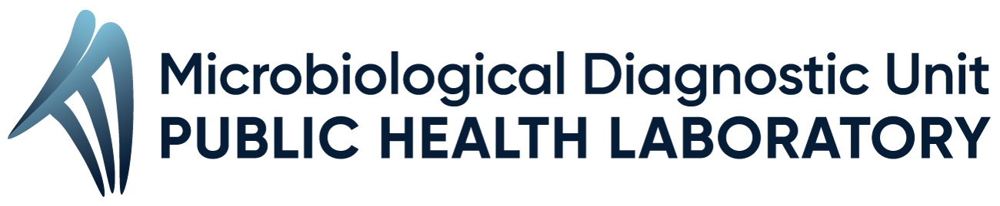 Microbiological Diagnostic Unit
PUBLIC HEALTH LABORATORY